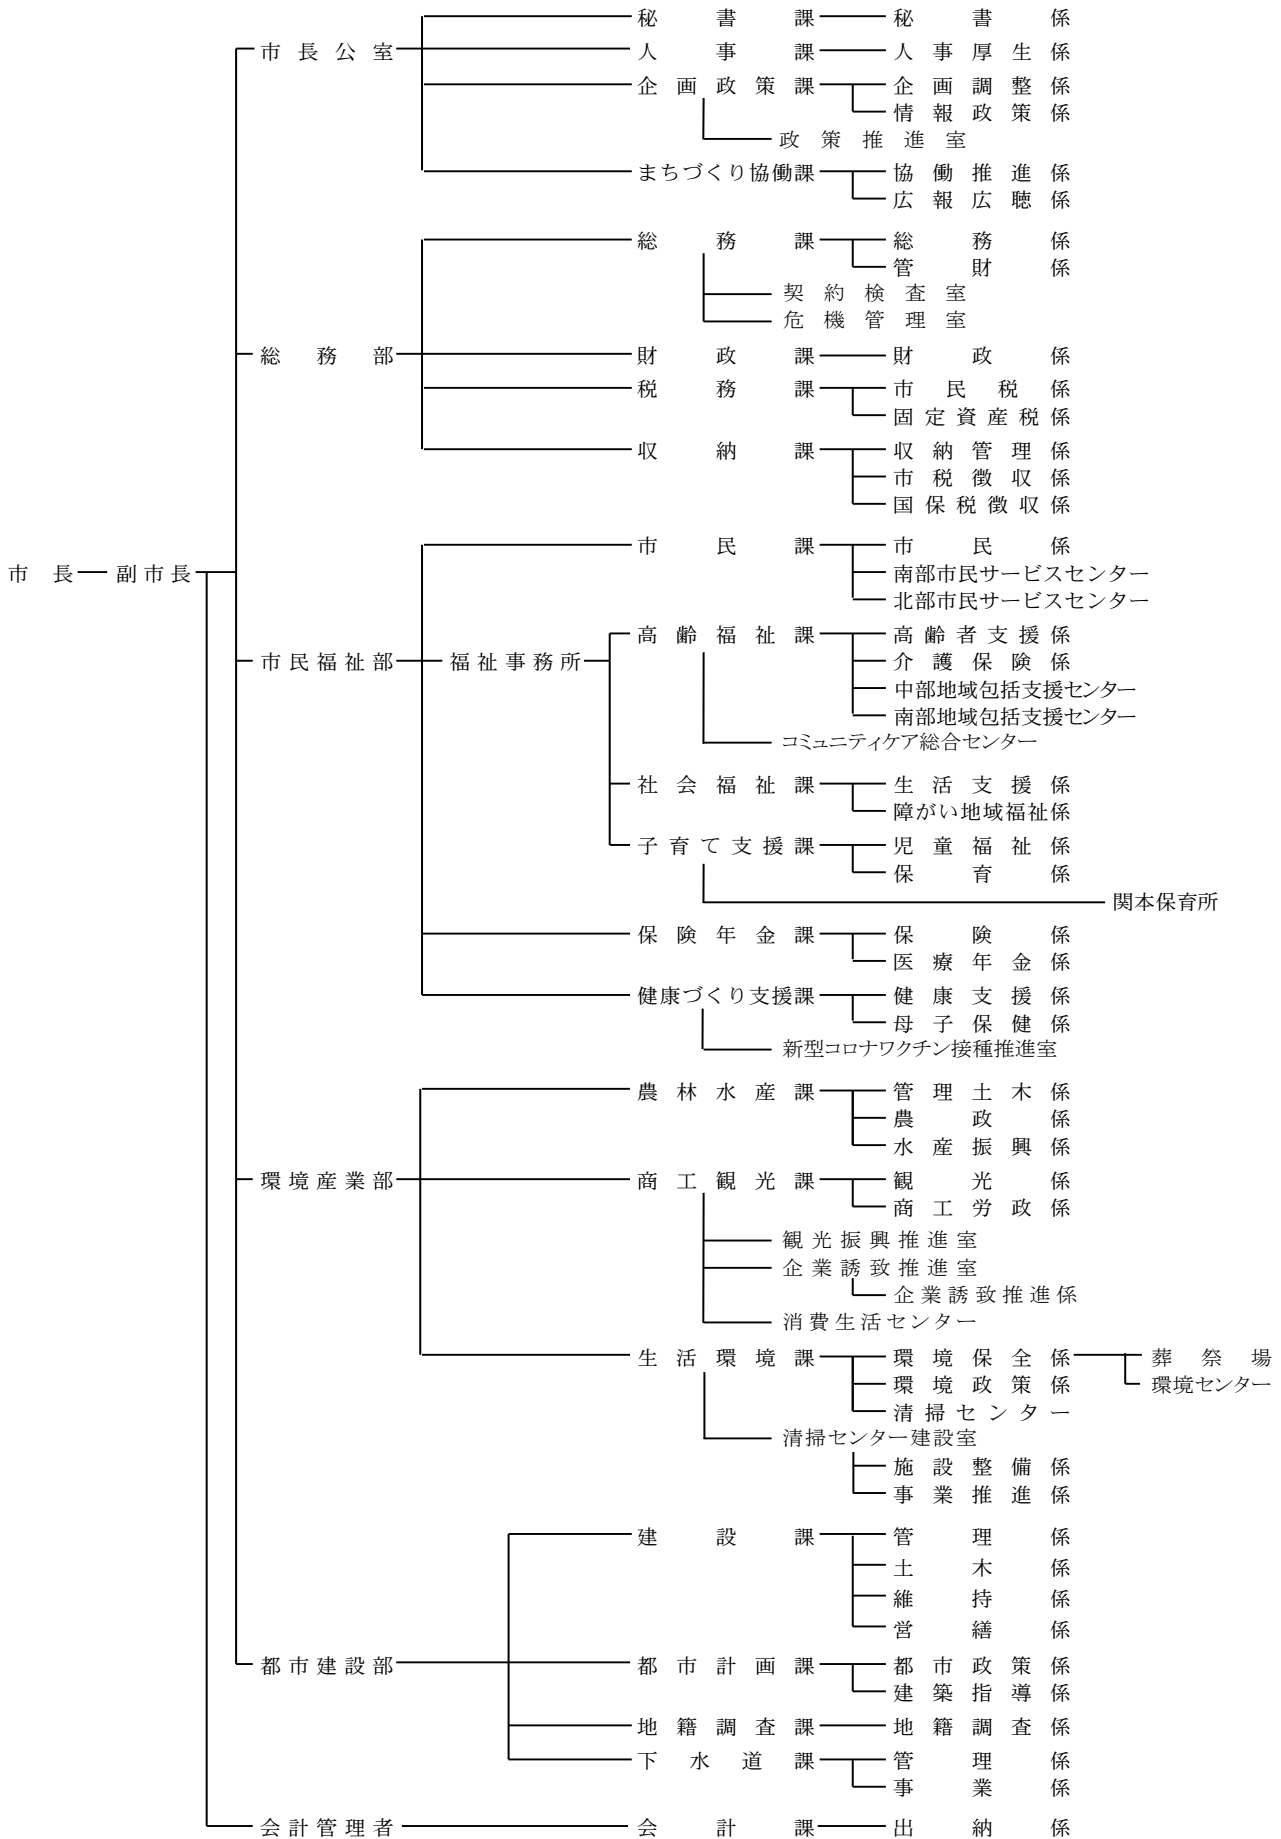 秘書課 秘書係
市長公室 人事課 人事厚生係
企画政策課 企画調整係
情報政策係
政策推進室
まちづくり協働課 協働推進係
広報広聴係
総務課 総務係
管財係
契約検査室
危機管理室
総務部 財政課 財政係
税務課 市民税係
固定資産税係
収納課 収納管理係
市税徴収係
国保税徴収係
市民課 市民係
市長 副市長 南部市民サービスセンター
北部市民サービスセンター
高齢福祉課 高齢者支援係
市民福祉部 福祉事務所 介護保険係
中部地域包括支援センター
南部地域包括支援センター
コミュニティケア総合センター
社会福祉課 生活支援係
障がい地域福祉係
子育て支援課 児童福祉係
保育係
関本保育所
保険年金課 保険係
医療年金係
健康づくり支援課 健康支援係
母子保健係
新型コロナワクチン接種推進室
農林水産課 管理土木係
農政係
水産振興係
環境産業部 商工観光課 観光係
商工労政係
観光振興推進室
企業誘致推進室
企業誘致推進係
消費生活センター
生活環境課 環境保全係 葬祭場
環境政策係 環境センター
清掃センター
清掃センター建設室
施設整備係
事業推進係
建設課 管理係
土木係
維持係
営繕係
都市建設部 都市計画課 都市政策係
建築指導係
地籍調査課 地籍調査係
下水道課 管理係
事業係
会計管理者 会計課 出納係